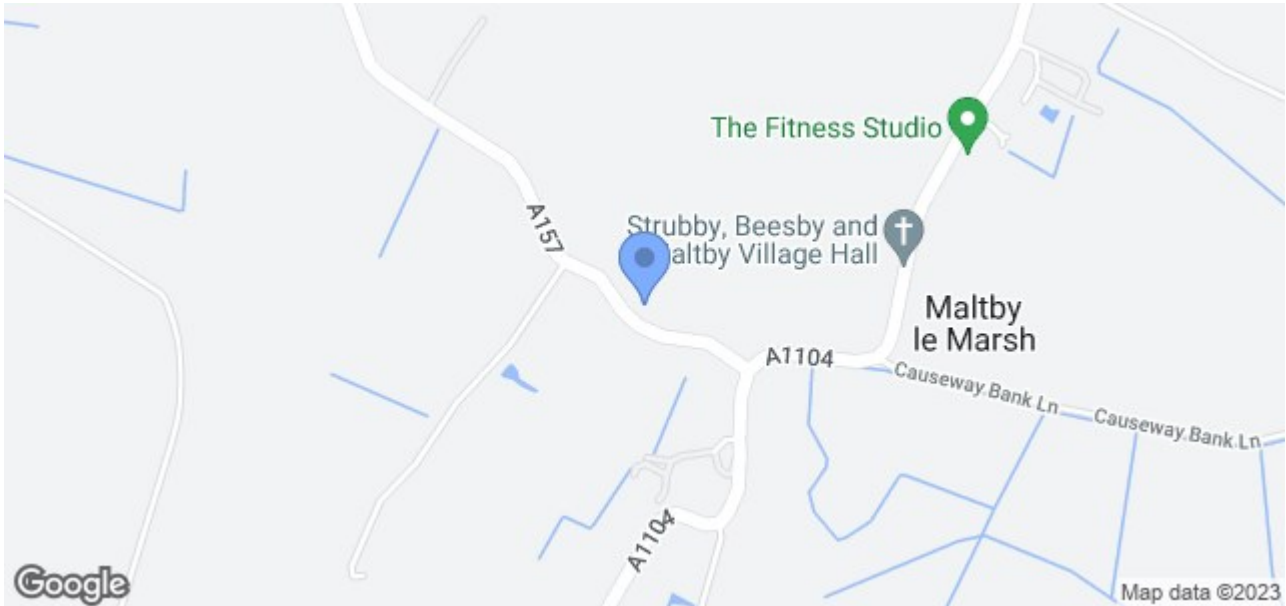 The Fitness Studio
A157
Strubby, Beesby and
altby Village Hall
Maltby
le Marsh
A1104
Causeway Bank Ln
Causeway Bank Ln
A1104
Google
Map data ©2023